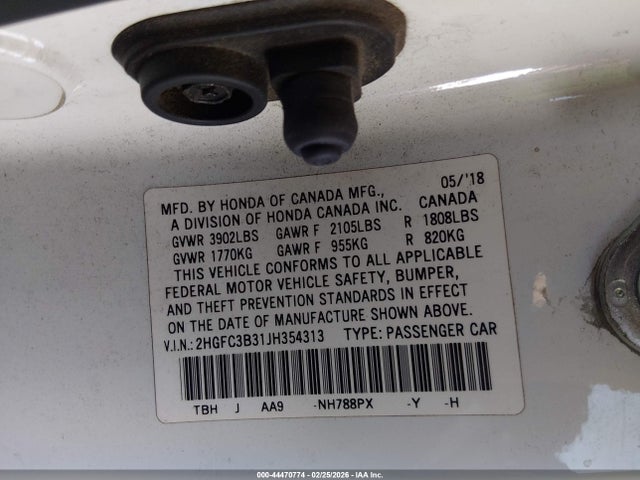 MFD. BY HONDA OF CANADA MFG., 05/'18
A DIVISION OF HONDA CANADA INC. CANADA
GVWR 3902LBS GAWR F 2105LBS R 1808LBS
GVWR 1770KG GAWR F 955KG R 820KG
THIS VEHICLE CONFORMS TO ALL APPLICABLE
FEDERAL MOTOR VEHICLE SAFETY, BUMPER,
AND THEFT PREVENTION STANDARDS IN EFFECT
ON THE DATE OF MANUFACTURE SHOWN ABOVE.
V.I.N.: 2HGFC3B31JH354313 TYPE: PASSENGER CAR
TBH J AA9 -NH788PX -Y -H
000-44470774 - 02/25/2026 - IAA Inc.